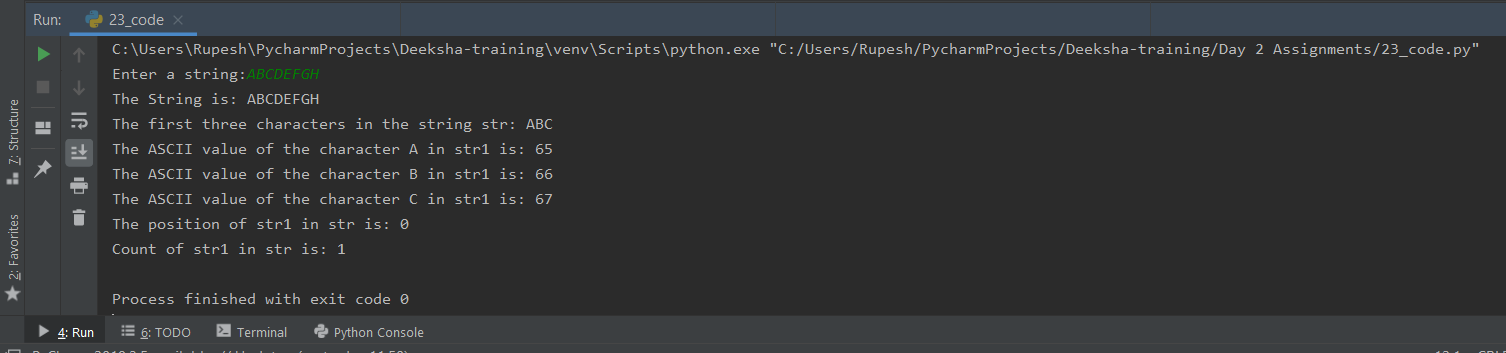 Run: 23_code
C:\Users\Rupesh\PycharmProjects\Deeksha-training\venv\Scripts\python.exe "C:/Users/Rupesh/PycharmProjects/Deeksha-training/Day 2 Assignments/23_code.py"
Enter a string:ABCDEFGH
The String is: ABCDEFGH
The first three characters in the string str: ABC
The ASCII value of the character A in str1 is: 65
The ASCII value of the character B in str1 is: 66
The ASCII value of the character C in str1 is: 67
The position of str1 in str is: 0
Count of str1 in str is: 1
Process finished with exit code 0
7: Structure
2: Favorites
4: Run 6: TODO Terminal Python Console